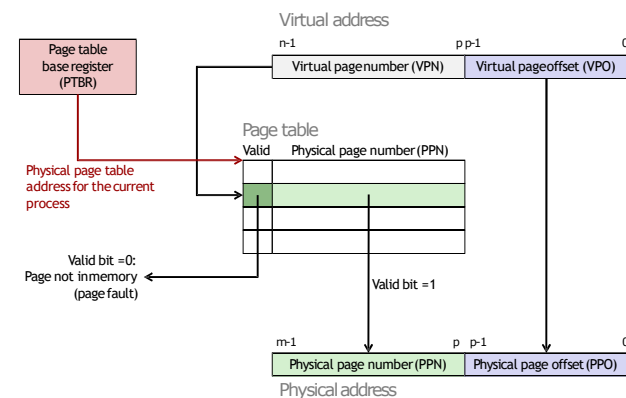 Virtual address
n-1 p p-1 0
Page table
base register
(PTBR)
Virtual page number (VPN) Virtual page offset (VPO)
Page table
Valid Physical page number (PPN)
Physical page table
address for the current
process
Valid bit = 0:
Page not in memory
(page fault)
Valid bit = 1
m-1 p p-1 0
Physical page number (PPN) Physical page offset (PPO)
Physical address